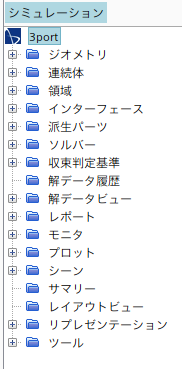 シミュレーション
3port
ジオメトリ
連続体
領域
インターフェース
派生パーツ
ソルバー
収束判定基準
解データ履歴
解データビュー
レポート
モニタ
プロット
シーン
サマリー
レイアウトビュー
リプレゼンテーション
ツール